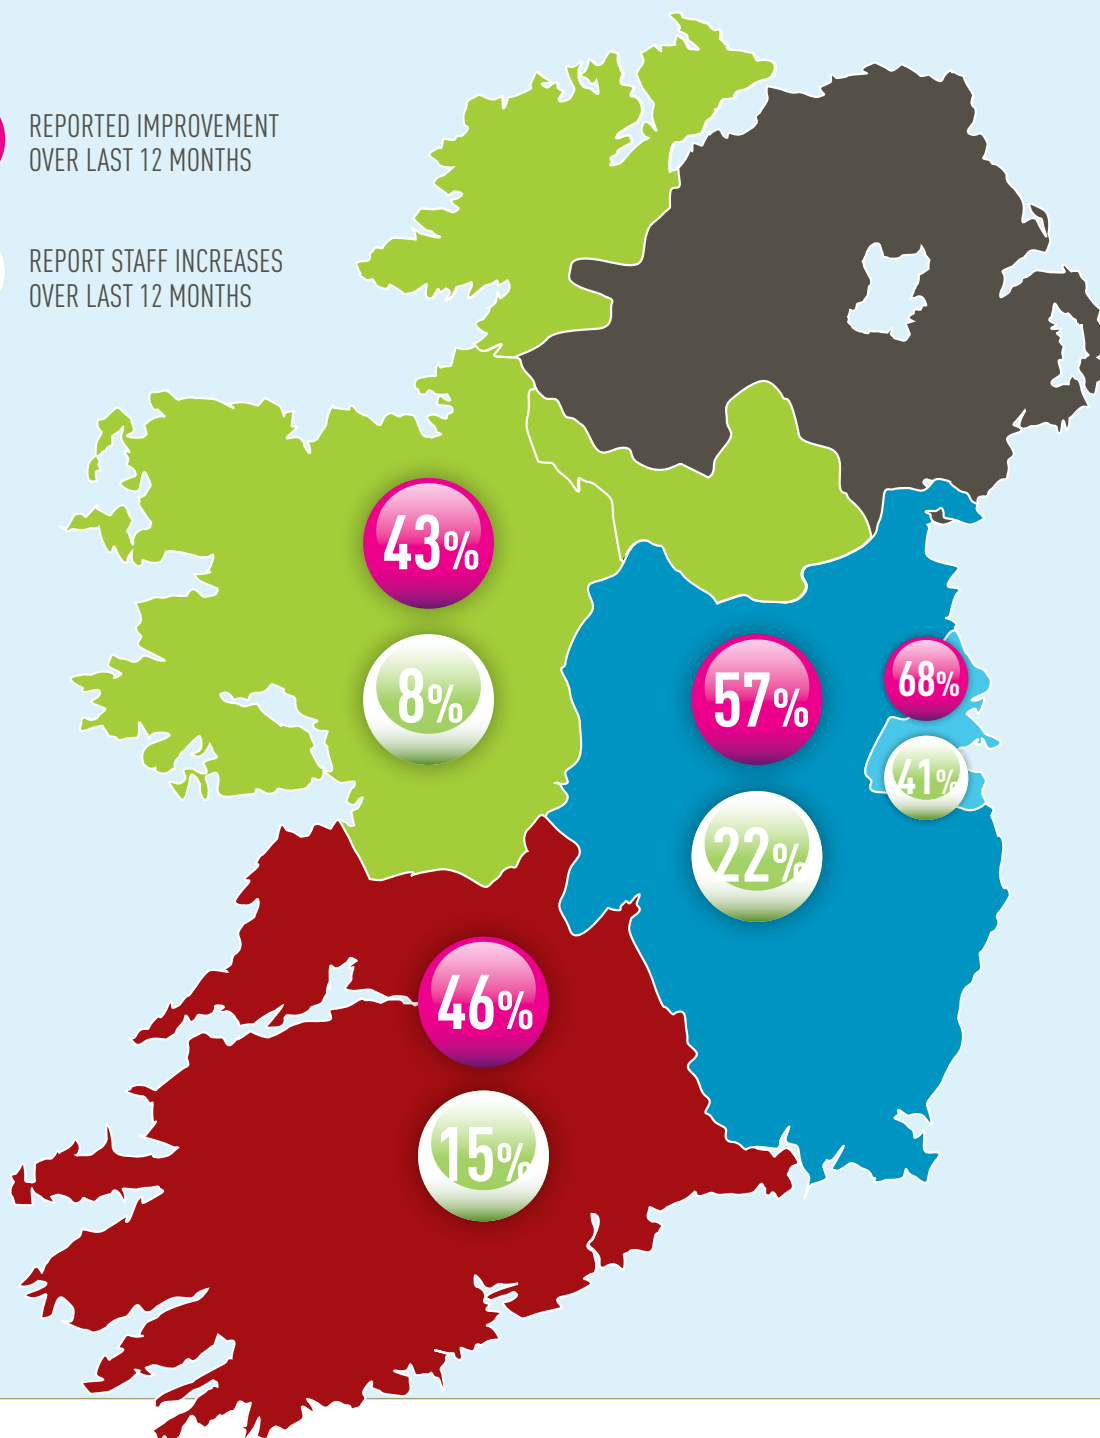 REPORTED IMPROVEMENT
OVER LAST 12 MONTHS
REPORT STAFF INCREASES
OVER LAST 12 MONTHS
43%
8%
57%
22%
68%
41%
46%
15%